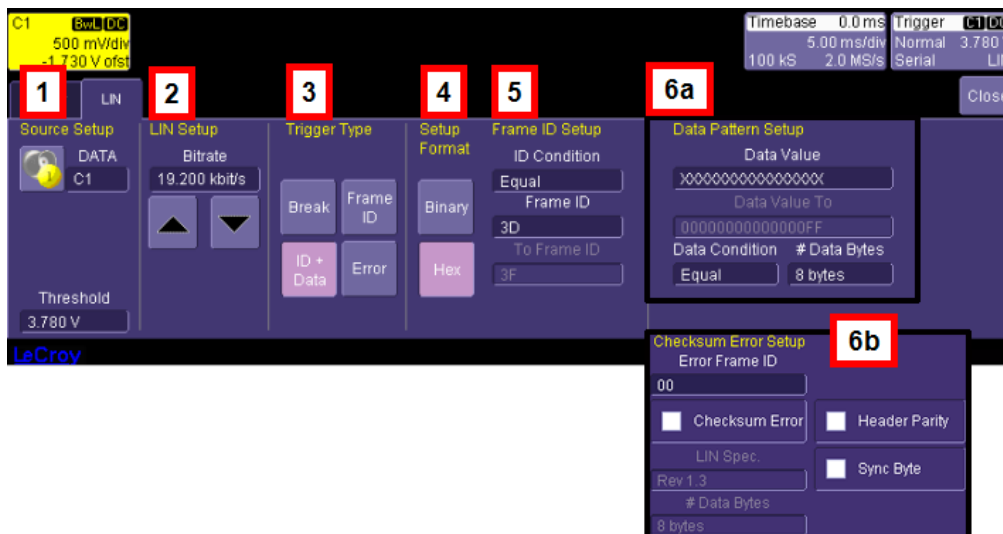 C1 BwL DC
500 mV/div
-1.730 V ofst
Timebase 0.0 ms
5.00 ms/div
100 kS 2.0 MS/s
Trigger C1 DC
Normal 3.780 V
Serial LIN
1
LIN
2
3
4
5
6a
Close
Source Setup
DATA
C1
Threshold
3.780 V
LIN Setup
Bitrate
19.200 kbit/s
Trigger Type
Break
Frame ID
ID + Data
Error
Setup Format
Binary
Hex
Frame ID Setup
ID Condition
Equal
Frame ID
3D
To Frame ID
3F
Data Pattern Setup
Data Value
XXXXXXXXXXXXXXXX
Data Value To
00000000000000FF
Data Condition # Data Bytes
Equal 8 bytes
LeCroy
6b
Checksum Error Setup
Error Frame ID
00
Checksum Error
Header Parity
LIN Spec.
Rev 1.3
Sync Byte
# Data Bytes
8 bytes